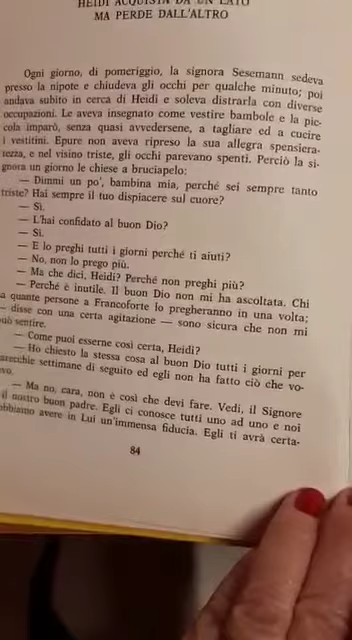 HEIDI ACQUISTA DA UN LATO
MA PERDE DALL'ALTRO
Ogni giorno, di pomeriggio, la signora Sesemann sedeva
presso la nipote e chiudeva gli occhi per qualche minuto; poi
andava subito in cerca di Heidi e soleva distrarla con diverse
occupazioni. Le aveva insegnato come vestire bambole e la pic-
cola imparò, senza quasi avvedersene, a tagliare ed a cucire
i vestitini. Epure non aveva ripreso la sua allegra spensiera-
tezza, e nel visino triste, gli occhi parevano spenti. Perciò la si-
gnora un giorno le chiese a bruciapelo:
— Dimmi un po', bambina mia, perché sei sempre tanto
triste? Hai sempre il tuo dispiacere sul cuore?
— Sì.
— L'hai confidato al buon Dio?
— Sì.
— E lo preghi tutti i giorni perché ti aiuti?
— No, non lo prego più.
— Ma che dici, Heidi? Perché non preghi più?
— Perché è inutile. Il buon Dio non mi ha ascoltata. Chi
sa quante persone a Francoforte lo pregheranno in una volta;
— disse con una certa agitazione — sono sicura che non mi
può sentire.
— Come puoi esserne così certa, Heidi?
— Ho chiesto la stessa cosa al buon Dio tutti i giorni per
parecchie settimane di seguito ed egli non ha fatto ciò che vo-
levo.
— Ma no, cara, non è così che devi fare. Vedi, il Signore
è il nostro buon padre. Egli ci conosce tutti uno ad uno e noi
dobbiamo avere in Lui un'immensa fiducia. Egli ti avrà certa-
84